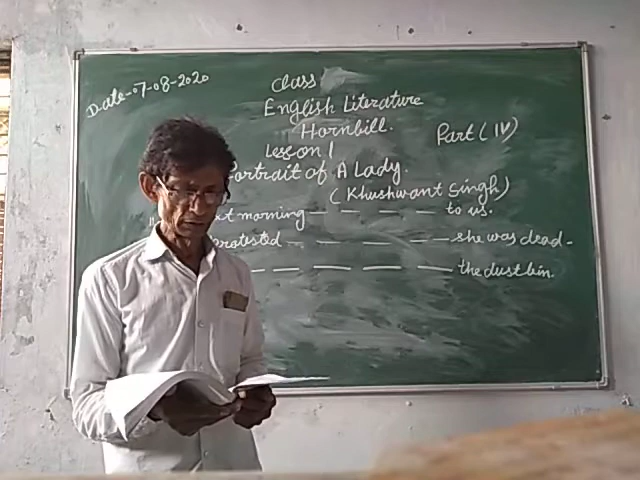 Date-07-08-2020
Class
English Literature
Hornbill.
Part (IV)
Lesson 1
Portrait of A Lady.
(Khushwant Singh)
morning — — — — to us.
protested — — — — — she was dead-
— — — — — the dust bin.